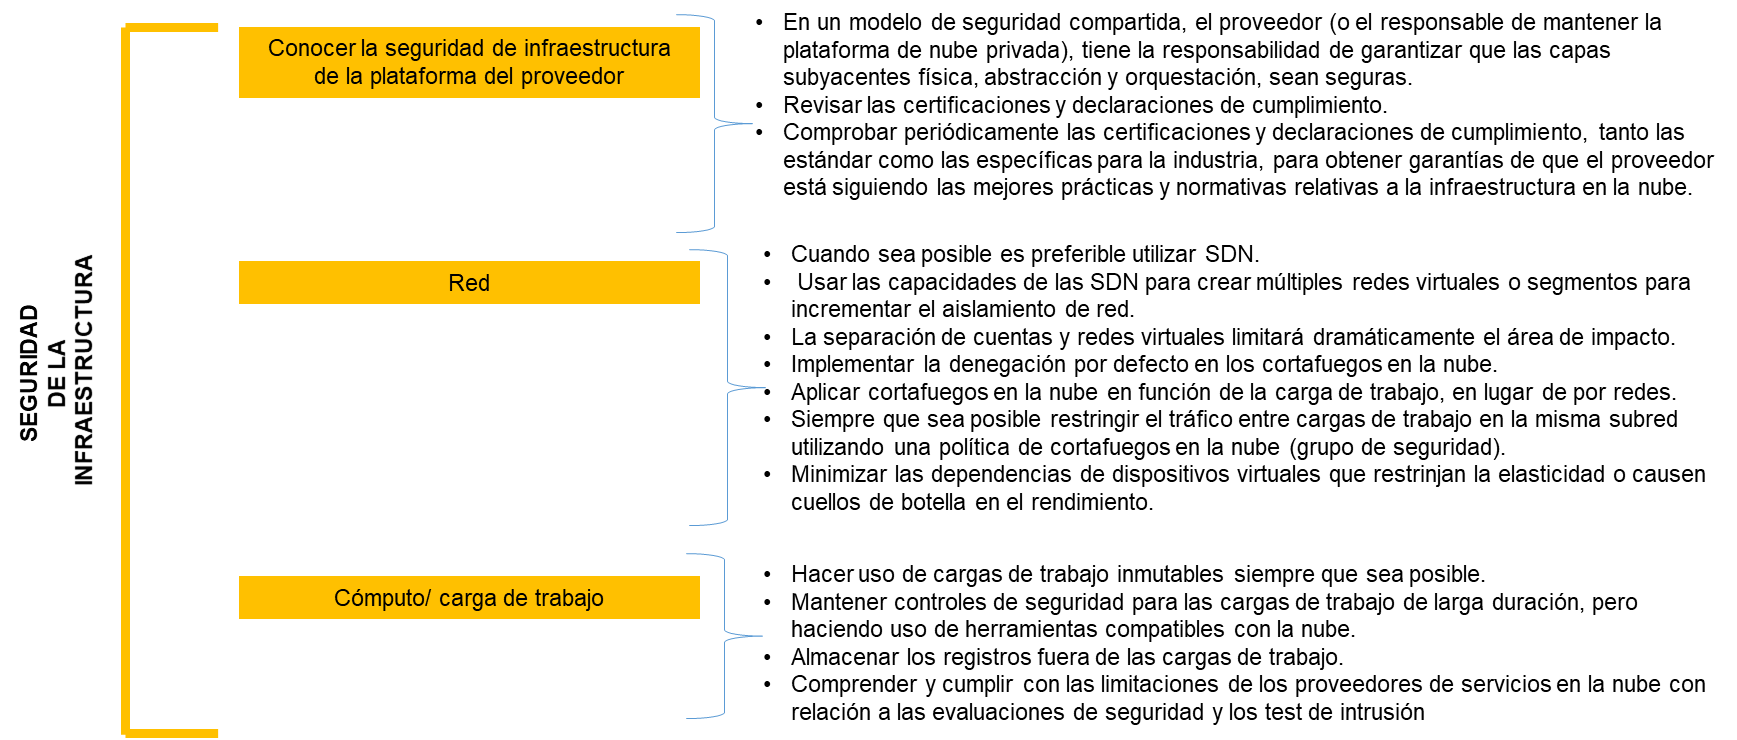 SEGURIDAD
DE LA
INFRAESTRUCTURA
Conocer la seguridad de infraestructura
de la plataforma del proveedor
• En un modelo de seguridad compartida, el proveedor (o el responsable de mantener la
plataforma de nube privada), tiene la responsabilidad de garantizar que las capas
subyacentes física, abstracción y orquestación, sean seguras.
• Revisar las certificaciones y declaraciones de cumplimiento.
• Comprobar periódicamente las certificaciones y declaraciones de cumplimiento, tanto las
estándar como las específicas para la industria, para obtener garantías de que el proveedor
está siguiendo las mejores prácticas y normativas relativas a la infraestructura en la nube.
Red
• Cuando sea posible es preferible utilizar SDN.
• Usar las capacidades de las SDN para crear múltiples redes virtuales o segmentos para
incrementar el aislamiento de red.
• La separación de cuentas y redes virtuales limitará dramáticamente el área de impacto.
• Implementar la denegación por defecto en los cortafuegos en la nube.
• Aplicar cortafuegos en la nube en función de la carga de trabajo, en lugar de por redes.
• Siempre que sea posible restringir el tráfico entre cargas de trabajo en la misma subred
utilizando una política de cortafuegos en la nube (grupo de seguridad).
• Minimizar las dependencias de dispositivos virtuales que restrinjan la elasticidad o causen
cuellos de botella en el rendimiento.
Cómputo/ carga de trabajo
• Hacer uso de cargas de trabajo inmutables siempre que sea posible.
• Mantener controles de seguridad para las cargas de trabajo de larga duración, pero
haciendo uso de herramientas compatibles con la nube.
• Almacenar los registros fuera de las cargas de trabajo.
• Comprender y cumplir con las limitaciones de los proveedores de servicios en la nube con
relación a las evaluaciones de seguridad y los test de intrusión